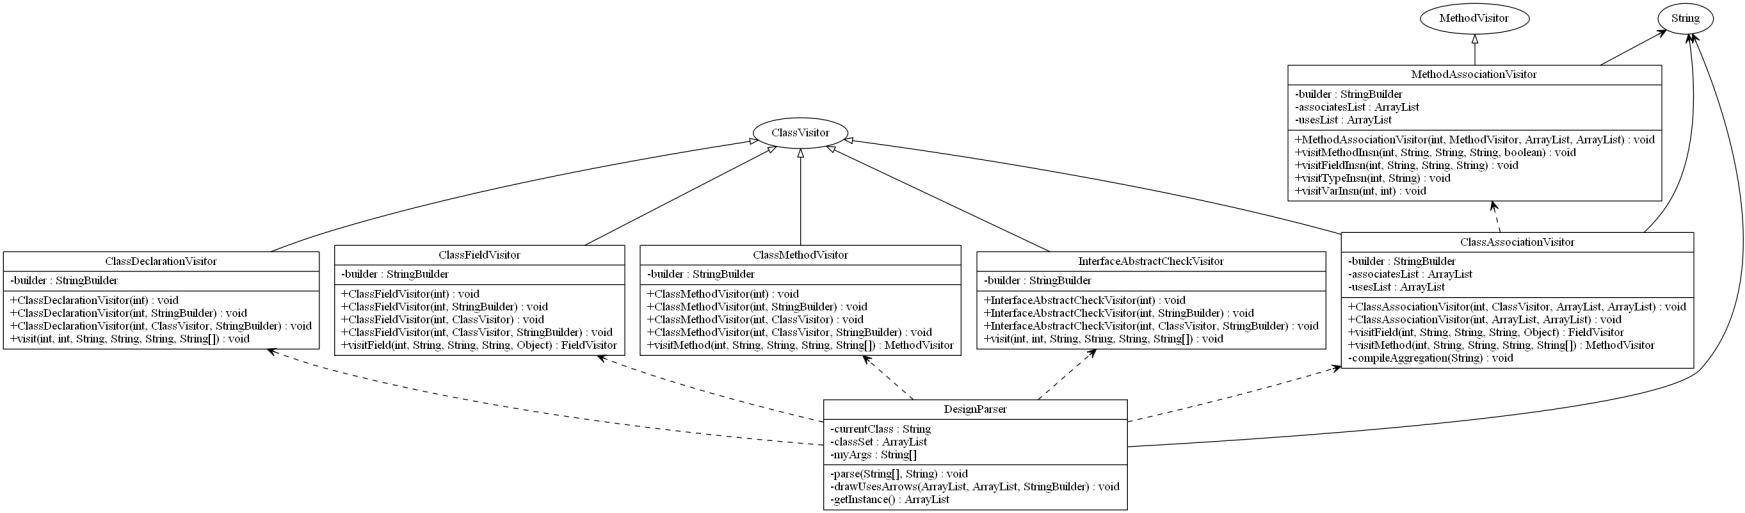 MethodVisitor
String
MethodAssociationVisitor
-builder : StringBuilder
-associatesList : ArrayList
-usesList : ArrayList
+MethodAssociationVisitor(int, MethodVisitor, ArrayList, ArrayList) : void
+visitMethodInsn(int, String, String, String, boolean) : void
+visitFieldInsn(int, String, String, String) : void
+visitTypeInsn(int, String) : void
+visitVarInsn(int, int) : void
ClassVisitor
ClassDeclarationVisitor
-builder : StringBuilder
+ClassDeclarationVisitor(int) : void
+ClassDeclarationVisitor(int, StringBuilder) : void
+ClassDeclarationVisitor(int, ClassVisitor, StringBuilder) : void
+visit(int, int, String, String, String, String[]) : void
ClassFieldVisitor
-builder : StringBuilder
+ClassFieldVisitor(int) : void
+ClassFieldVisitor(int, StringBuilder) : void
+ClassFieldVisitor(int, ClassVisitor) : void
+ClassFieldVisitor(int, ClassVisitor, StringBuilder) : void
+visitField(int, String, String, String, Object) : FieldVisitor
ClassMethodVisitor
-builder : StringBuilder
+ClassMethodVisitor(int) : void
+ClassMethodVisitor(int, StringBuilder) : void
+ClassMethodVisitor(int, ClassVisitor) : void
+ClassMethodVisitor(int, ClassVisitor, StringBuilder) : void
+visitMethod(int, String, String, String, String[]) : MethodVisitor
InterfaceAbstractCheckVisitor
-builder : StringBuilder
+InterfaceAbstractCheckVisitor(int) : void
+InterfaceAbstractCheckVisitor(int, StringBuilder) : void
+InterfaceAbstractCheckVisitor(int, ClassVisitor, StringBuilder) : void
+visit(int, int, String, String, String, String[]) : void
ClassAssociationVisitor
-builder : StringBuilder
-associatesList : ArrayList
-usesList : ArrayList
+ClassAssociationVisitor(int, ClassVisitor, ArrayList, ArrayList) : void
+ClassAssociationVisitor(int, ArrayList, ArrayList) : void
+visitField(int, String, String, String, Object) : FieldVisitor
+visitMethod(int, String, String, String, String[]) : MethodVisitor
-compileAggregation(String) : void
DesignParser
-currentClass : String
-classSet : ArrayList
-myArgs : String[]
-parse(String[], String) : void
-drawUsesArrows(ArrayList, ArrayList, StringBuilder) : void
-getInstance() : ArrayList